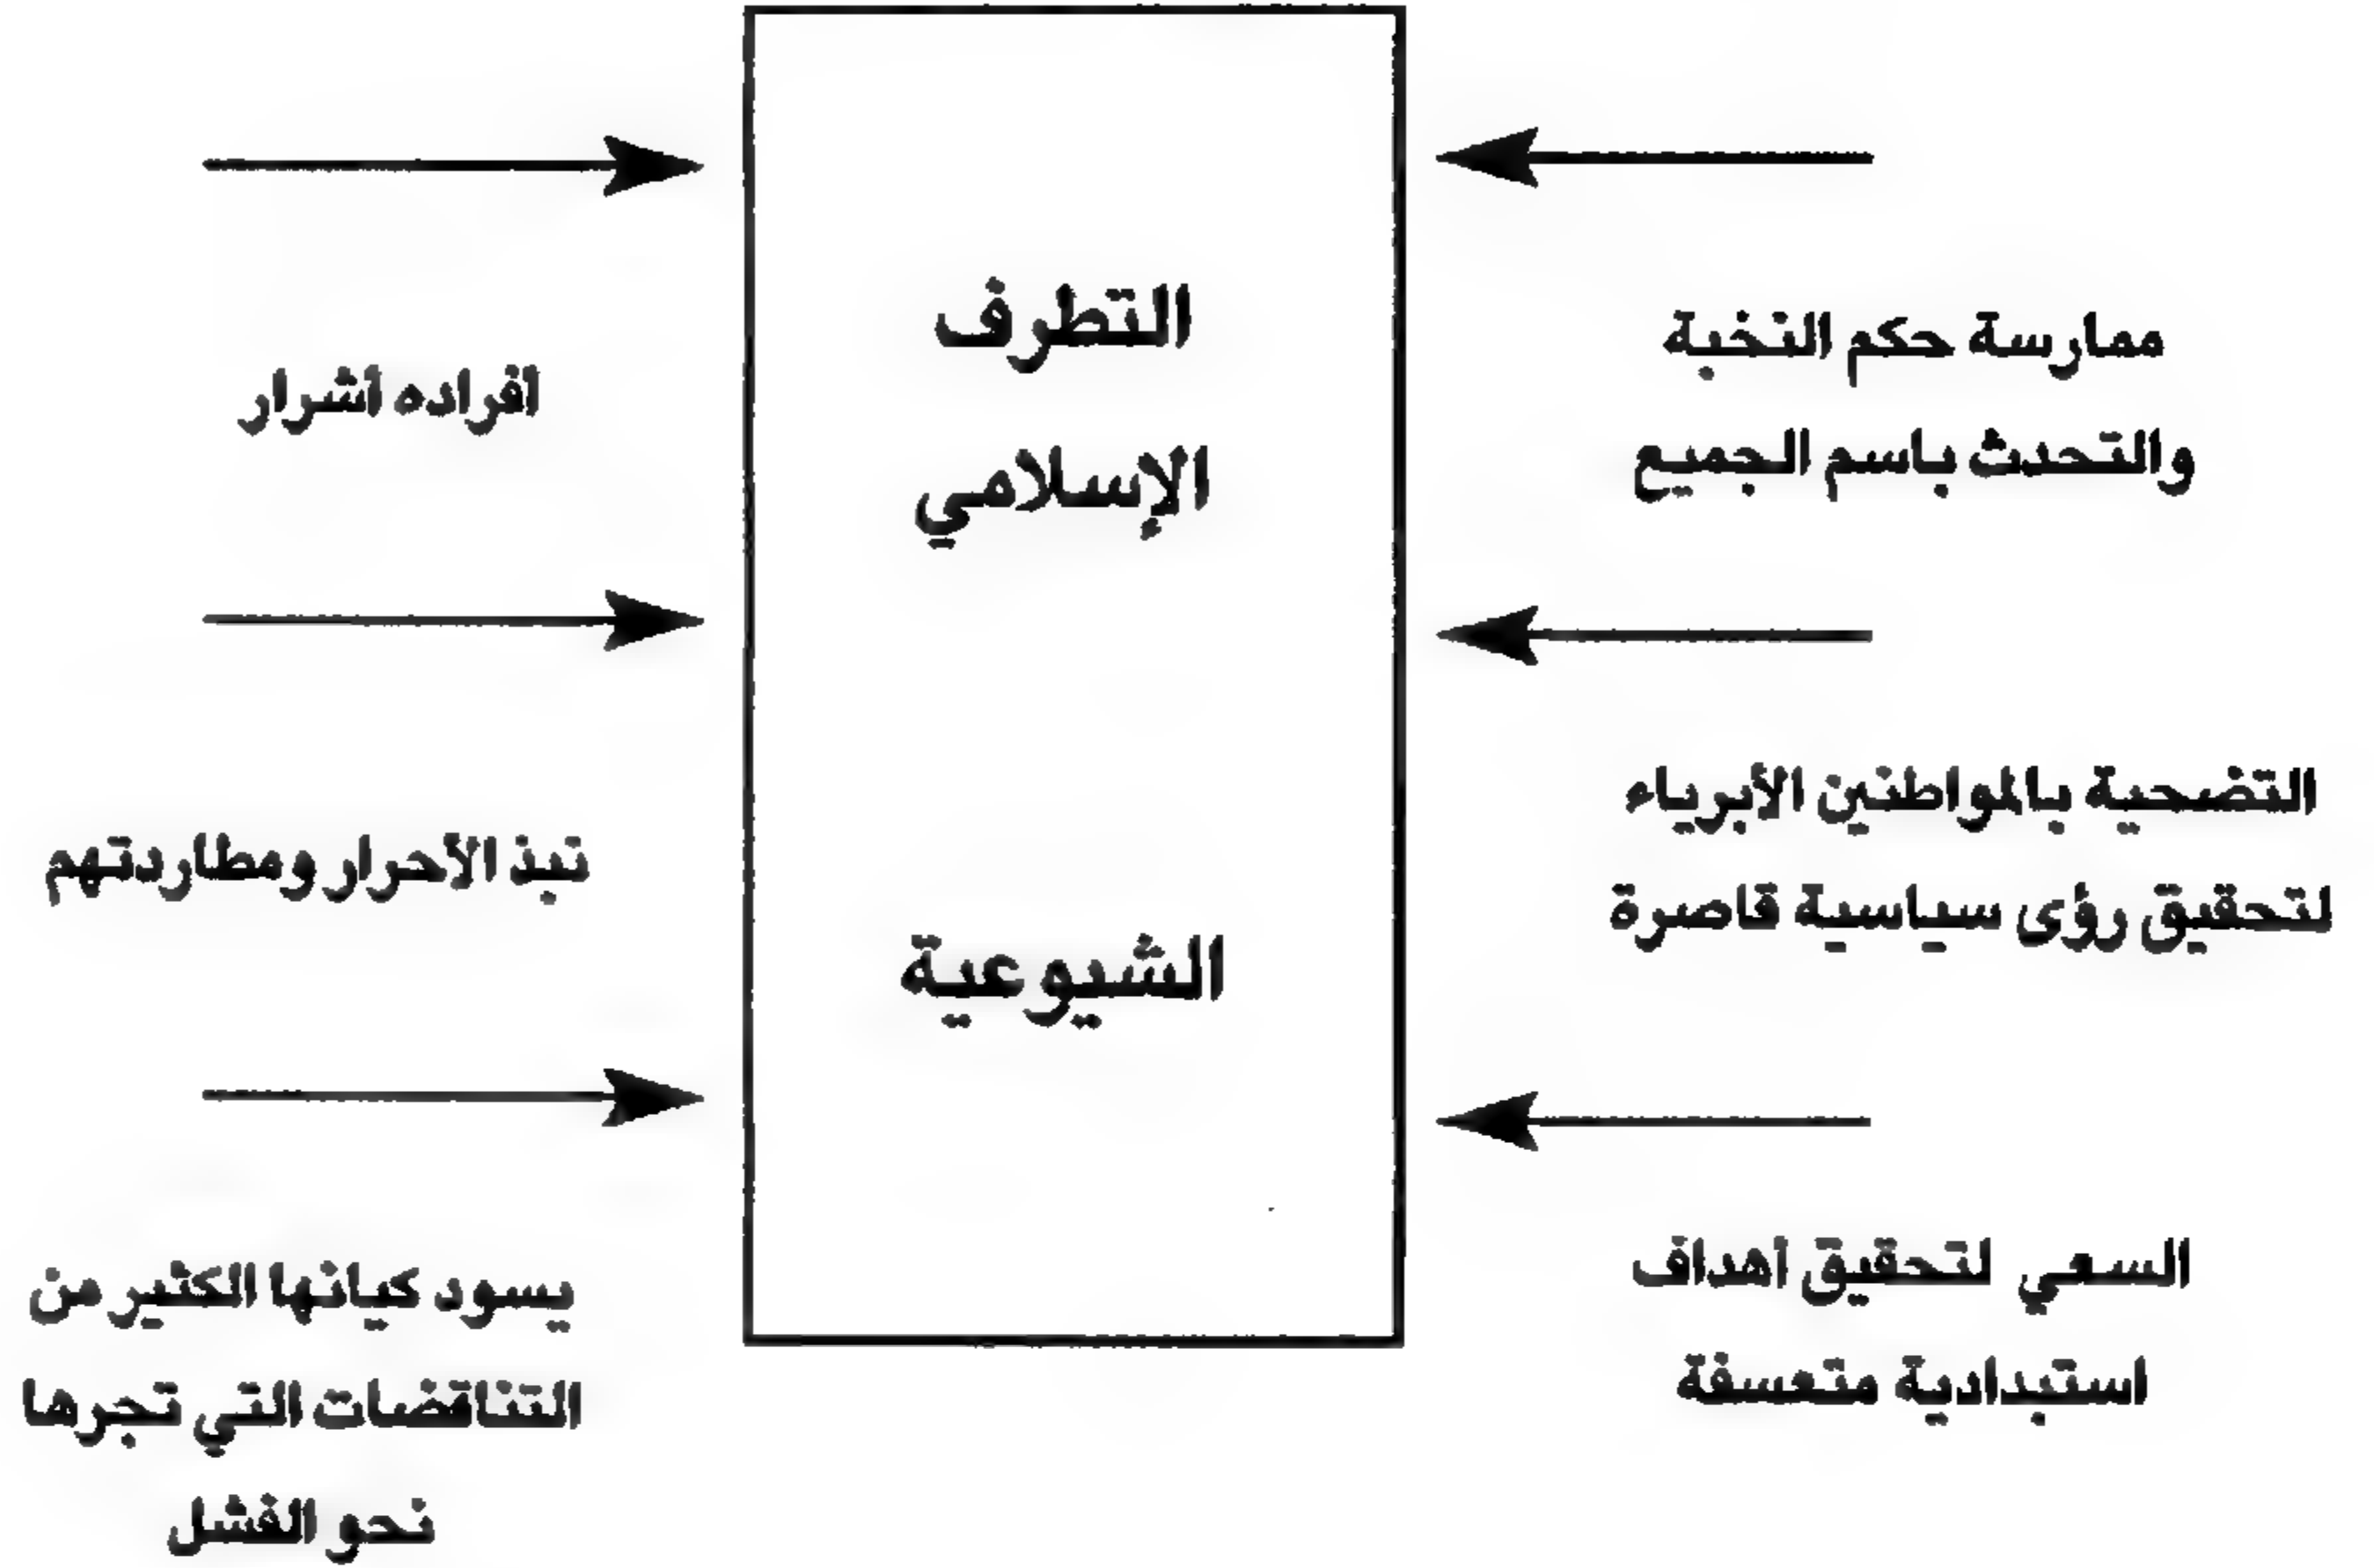 التطرف
الإسلامي
الشيوعية
ممارسة حكم النخبة
والتحدث باسم الجميع
التضحية بالمواطنين الأبرياء
لتحقيق رؤى سياسية قاصرة
السعي لتحقيق أهداف
استبدادية متعسفة
أفراده أشرار
نبذ الأحرار ومطاردتهم
يسود كيانها الكثير من
التناقضات التي تجرها
نحو الفشل